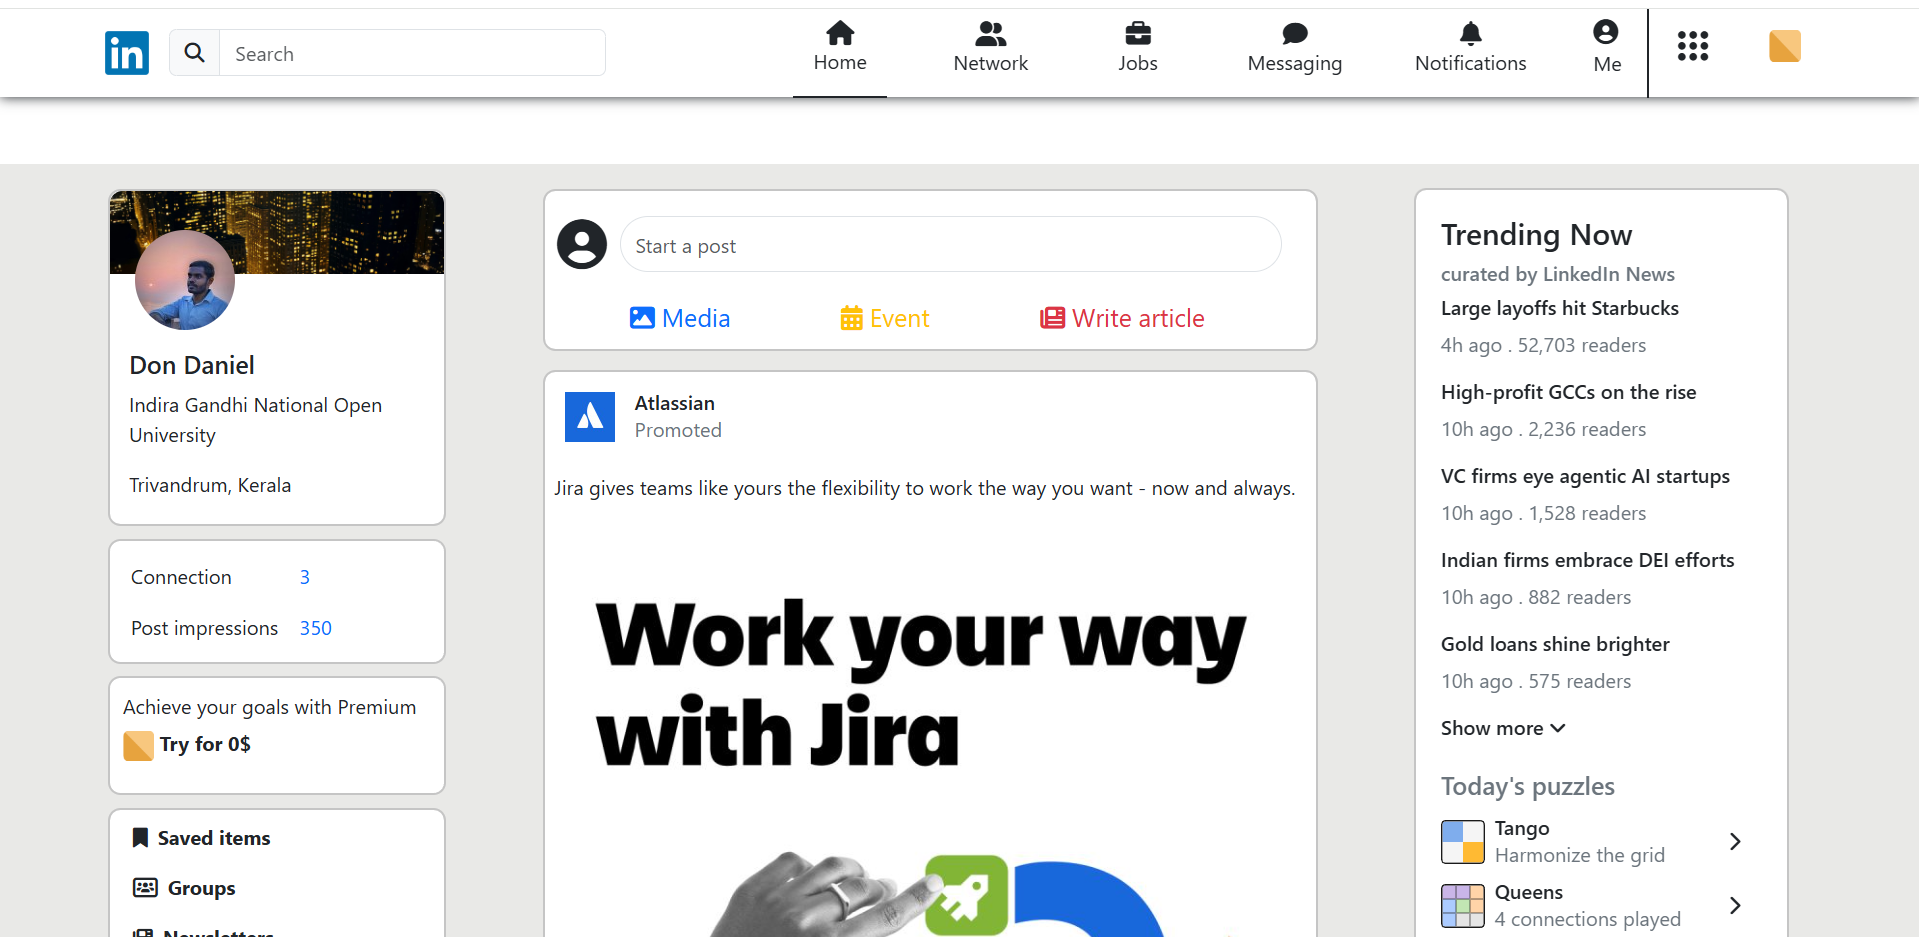 in
Search
Home
Network
Jobs
Messaging
Notifications
Me
Don Daniel
Indira Gandhi National Open
University
Trivandrum, Kerala
Connection 3
Post impressions 350
Achieve your goals with Premium
Try for 0$
Saved items
Groups
Newsletters
Start a post
Media
Event
Write article
Atlassian
Promoted
Jira gives teams like yours the flexibility to work the way you want - now and always.
Work your way
with Jira
Trending Now
curated by LinkedIn News
Large layoffs hit Starbucks
4h ago . 52,703 readers
High-profit GCCs on the rise
10h ago . 2,236 readers
VC firms eye agentic AI startups
10h ago . 1,528 readers
Indian firms embrace DEI efforts
10h ago . 882 readers
Gold loans shine brighter
10h ago . 575 readers
Show more
Today's puzzles
Tango
Harmonize the grid
Queens
4 connections played